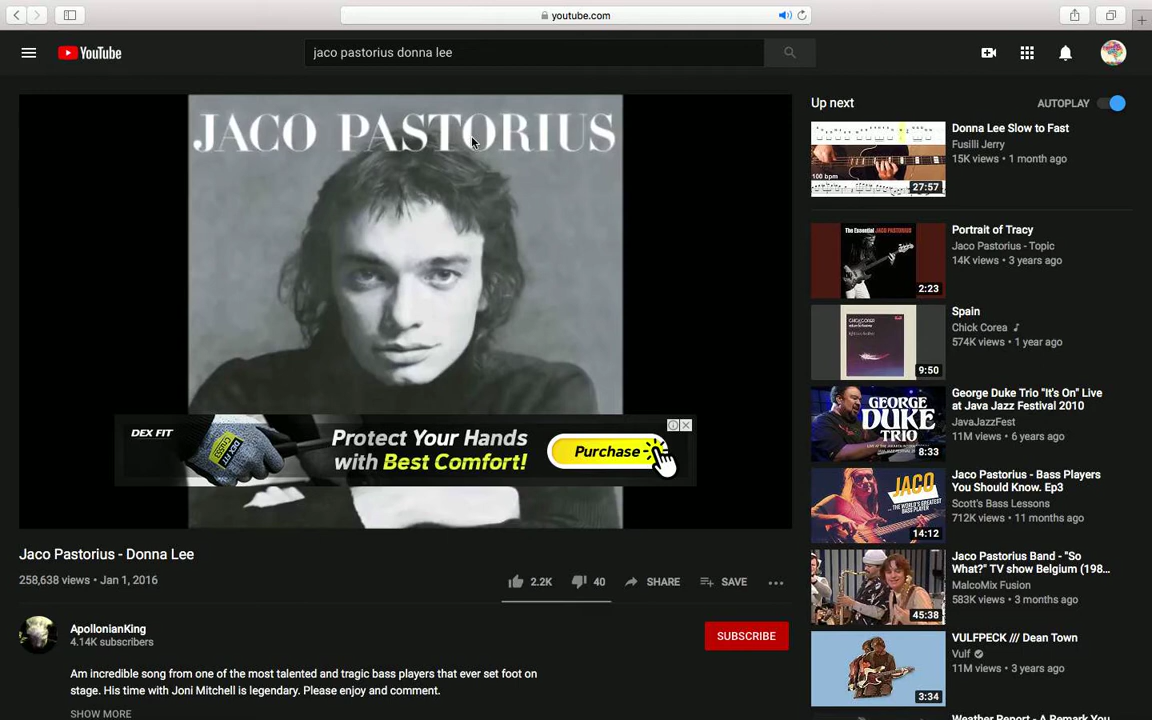 youtube.com
YouTube
jaco pastorius donna lee
JACO PASTORIUS
DEX FIT
Protect Your Hands
with Best Comfort!
Purchase
Jaco Pastorius - Donna Lee
258,638 views • Jan 1, 2016
2.2K
40
SHARE
SAVE
ApollonianKing
4.14K subscribers
SUBSCRIBE
Am incredible song from one of the most talented and tragic bass players that ever set foot on
stage. His time with Joni Mitchell is legendary. Please enjoy and comment.
SHOW MORE
Up next
AUTOPLAY
100 bpm
27:57
Donna Lee Slow to Fast
Fusilli Jerry
15K views • 1 month ago
The Essential JACO PASTORIUS
2:23
Portrait of Tracy
Jaco Pastorius - Topic
14K views • 3 years ago
9:50
Spain
Chick Corea
574K views • 1 year ago
GEORGE
DUKE
TRIO
8:33
George Duke Trio "It's On" Live
at Java Jazz Festival 2010
JavaJazzFest
11M views • 6 years ago
JACO
...THE WORLD'S GREATEST
BASS PLAYER
14:12
Jaco Pastorius - Bass Players
You Should Know. Ep3
Scott's Bass Lessons
712K views • 11 months ago
45:38
Jaco Pastorius Band - "So
What?" TV show Belgium (198...
MalcoMix Fusion
583K views • 3 months ago
3:34
VULFPECK /// Dean Town
Vulf
11M views • 3 years ago
Weather Report - A Remark You